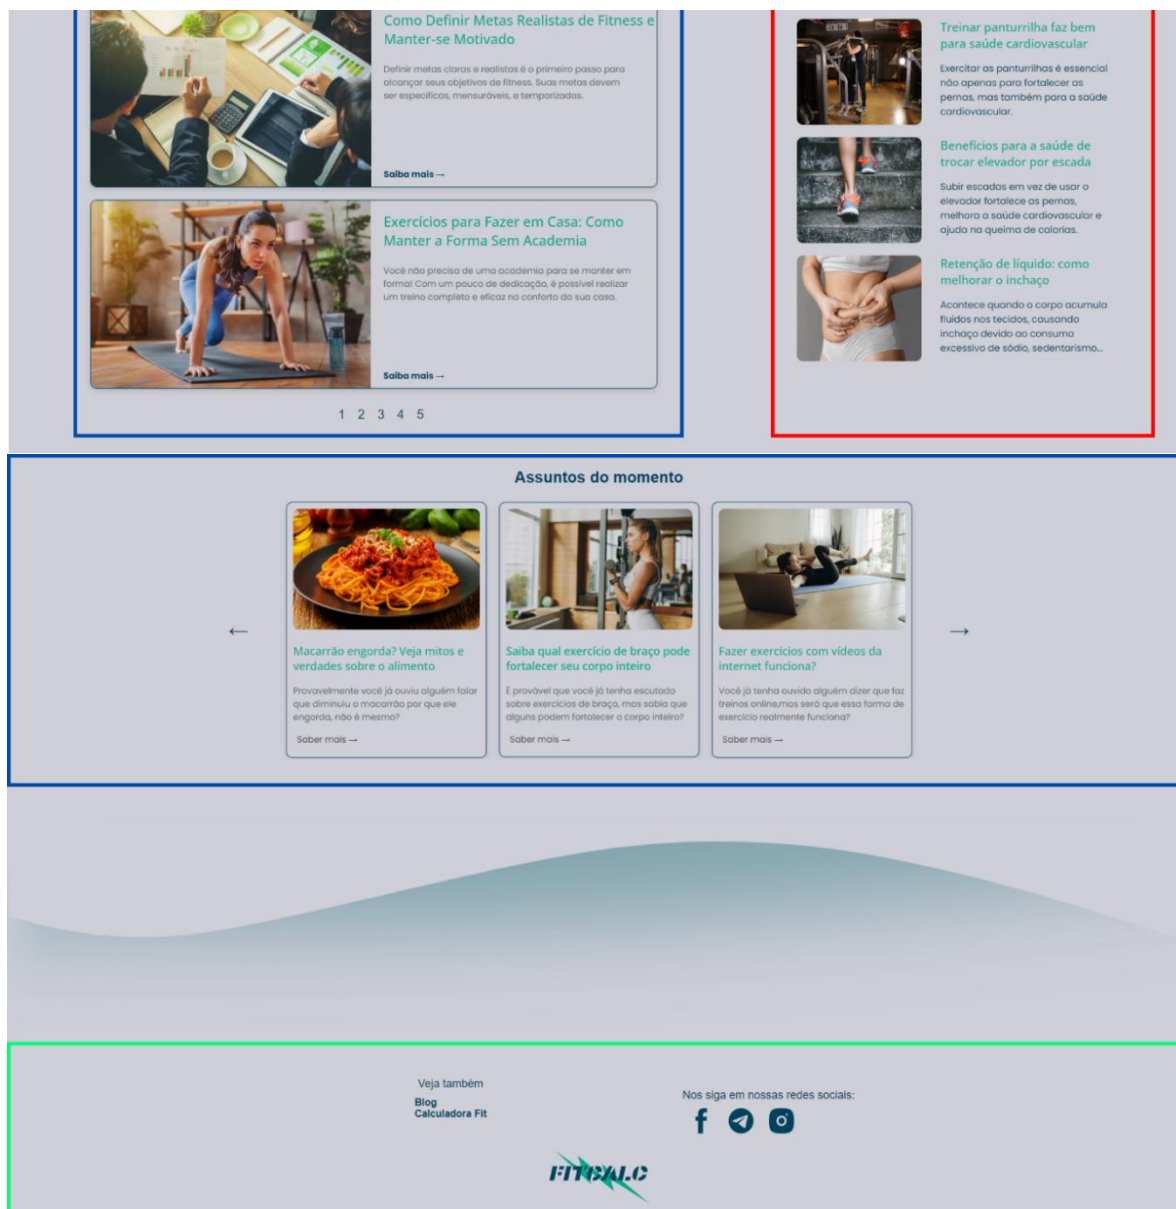 Como Definir Metas Realistas de Fitness e
Manter-se Motivado
Definir metas claras e realistas é o primeiro passo para
alcançar seus objetivos de fitness. Suas metas devem
ser específicas, mensuráveis, e temporizadas.
Saiba mais →
Exercícios para Fazer em Casa: Como
Manter a Forma Sem Academia
Você não precisa de uma academia para se manter em
forma! Com um pouco de dedicação, é possível realizar
um treino completo e eficaz no conforto da sua casa.
Saiba mais →
1 2 3 4 5
Treinar panturrilha faz bem
para saúde cardiovascular
Exercitar as panturrilhas é essencial
não apenas para fortalecer as
pernas, mas também para a saúde
cardiovascular.
Benefícios para a saúde de
trocar elevador por escada
Subir escadas em vez de usar o
elevador fortalece as pernas,
melhora a saúde cardiovascular e
ajuda na queima de calorias.
Retenção de líquido: como
melhorar o inchaço
Acontece quando o corpo acumula
fluidos nos tecidos, causando
inchaço devido ao consumo
excessivo de sódio, sedentarismo...
Assuntos do momento
←
Macarrão engorda? Veja mitos e
verdades sobre o alimento
Provavelmente você já ouviu alguém falar
que diminuiu o macarrão por que ele
engorda, não é mesmo?
Saber mais →
Saiba qual exercício de braço pode
fortalecer seu corpo inteiro
É provável que você já tenha escutado
sobre exercícios de braço, mas sabia que
alguns podem fortalecer o corpo inteiro?
Saber mais →
Fazer exercícios com vídeos da
internet funciona?
Você já tenha ouvido alguém dizer que faz
treinos online,mas será que essa forma de
exercício realmente funciona?
Saber mais →
→
Veja também
Blog
Calculadora Fit
Nos siga em nossas redes sociais:
FITCALC